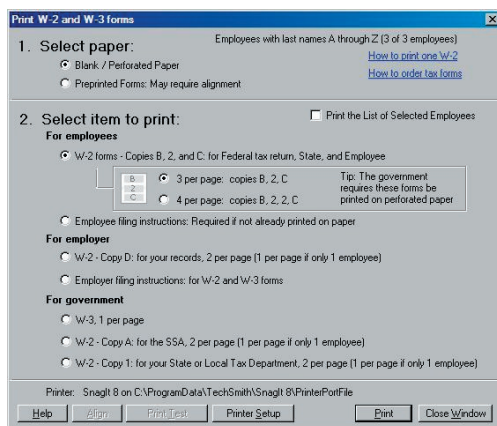 Print W-2 and W-3 forms
1. Select paper:
Employees with last names A through Z (3 of 3 employees)
Blank / Perforated Paper
How to print one W-2
Preprinted Forms: May require alignment
How to order tax forms
2. Select item to print:
Print the List of Selected Employees
For employees
W-2 forms - Copies B, 2, and C: for Federal tax return, State, and Employee
B
2
C
3 per page: copies B, 2, C
4 per page: copies B, 2, 2, C
Tip: The government
requires these forms be
printed on perforated paper
Employee filing instructions: Required if not already printed on paper
For employer
W-2 - Copy D: for your records, 2 per page (1 per page if only 1 employee)
Employer filing instructions: for W-2 and W-3 forms
For government
W-3, 1 per page
W-2 - Copy A: for the SSA, 2 per page (1 per page if only 1 employee)
W-2 - Copy 1: for your State or Local Tax Department, 2 per page (1 per page if only 1 employee)
Printer: SnagIt 8 on C:\ProgramData\TechSmith\SnagIt 8\PrinterPortFile
Help Align Print Test Printer Setup Print Close Window